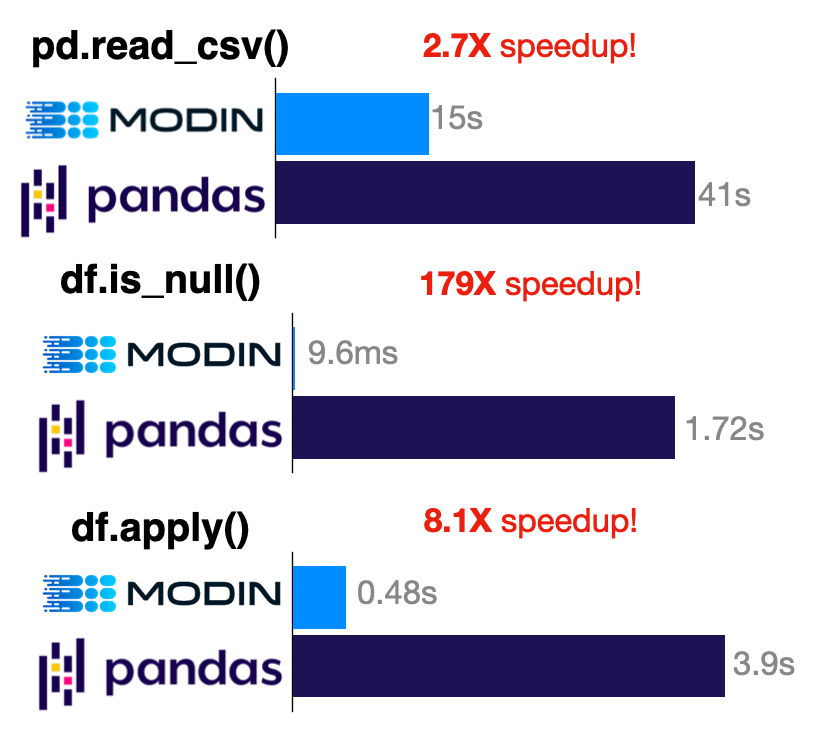 pd.read_csv() 2.7X speedup!
MODIN 15s
pandas 41s
df.is_null() 179X speedup!
MODIN 9.6ms
pandas 1.72s
df.apply() 8.1X speedup!
MODIN 0.48s
pandas 3.9s